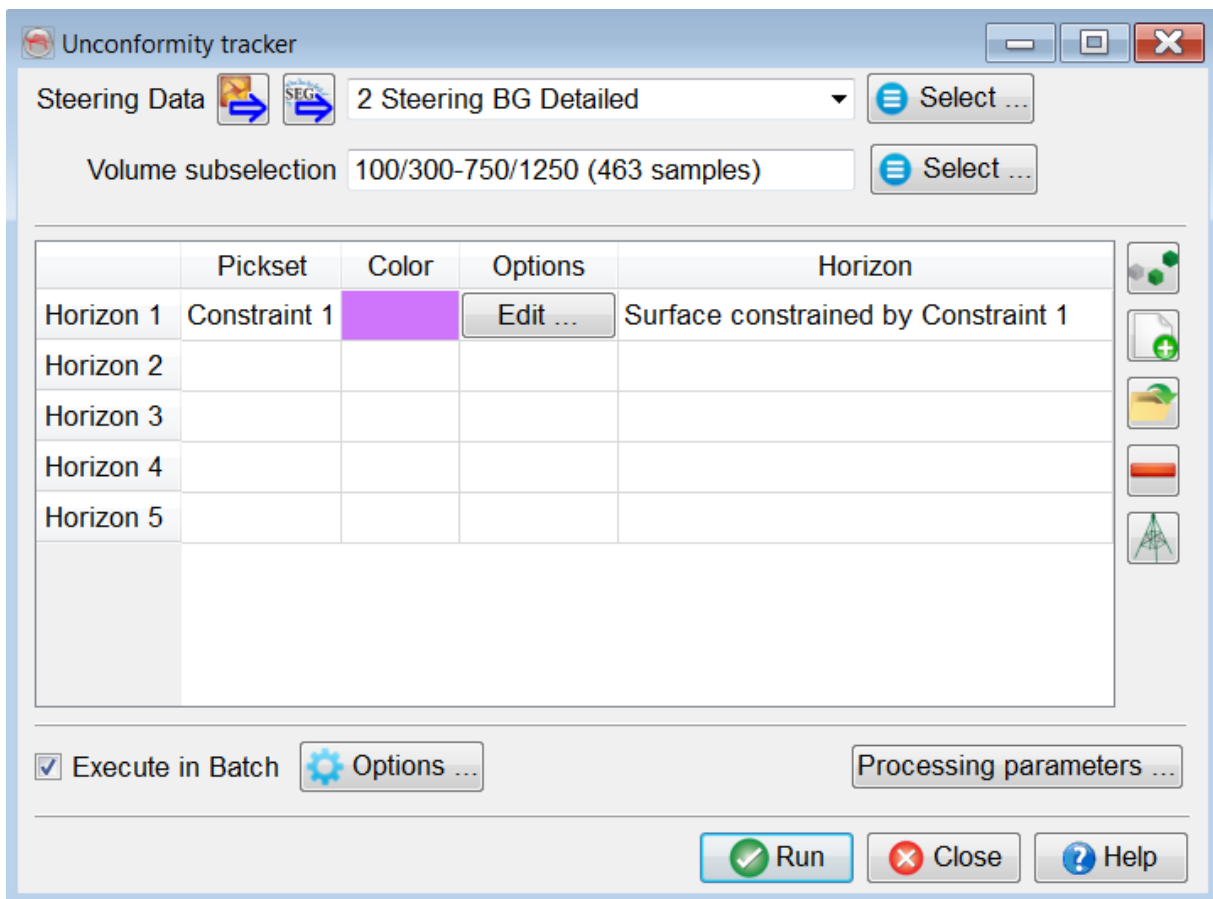 Unconformity tracker
Steering Data SEG 2 Steering BG Detailed Select ...
Volume subselection 100/300-750/1250 (463 samples) Select ...
Pickset Color Options Horizon
Horizon 1 Constraint 1 Edit ... Surface constrained by Constraint 1
Horizon 2
Horizon 3
Horizon 4
Horizon 5
Execute in Batch Options ... Processing parameters ...
Run Close Help